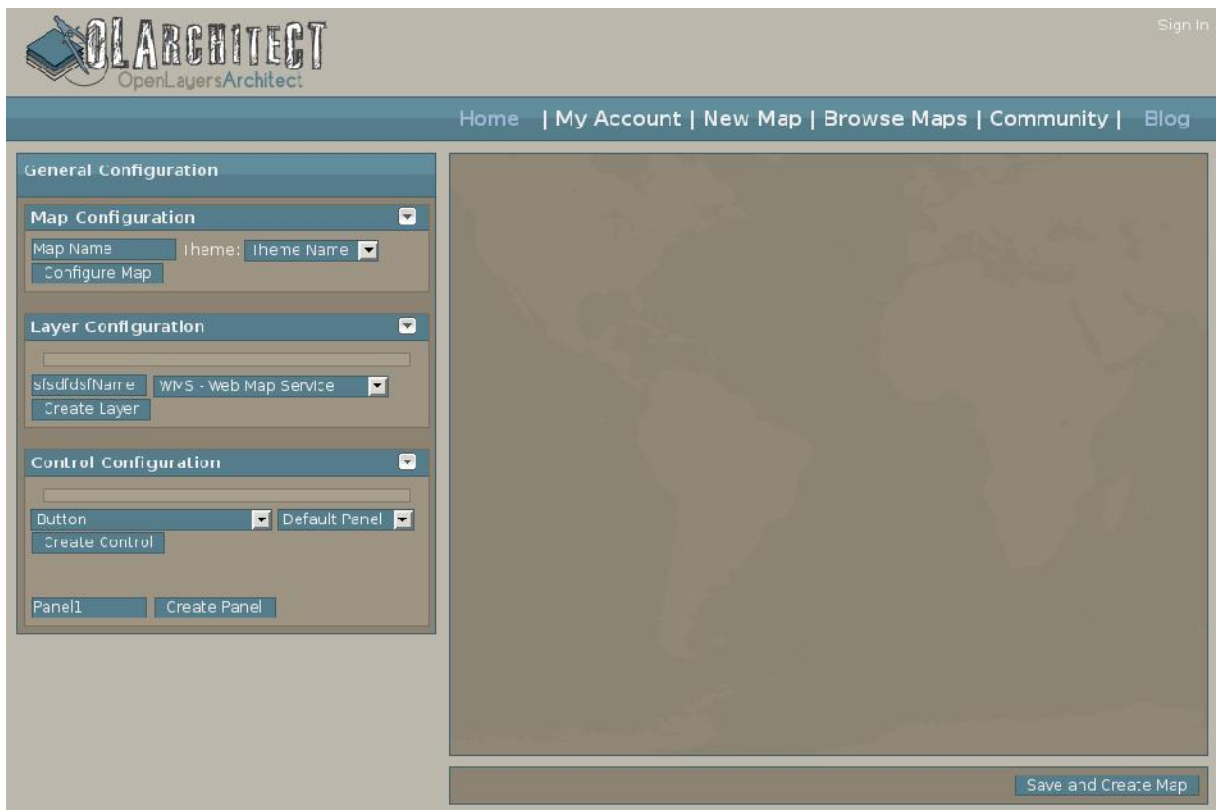 OLARCHITECT
OpenLayersArchitect
Sign In
Home | My Account | New Map | Browse Maps | Community | Blog
General Configuration
Map Configuration
Map Name Theme: Theme Name
Configure Map
Layer Configuration
sfsdfdsfName WMS - Web Map Service
Create Layer
Control Configuration
Button Default Panel
Create Control
Panel1 Create Panel
Save and Create Map